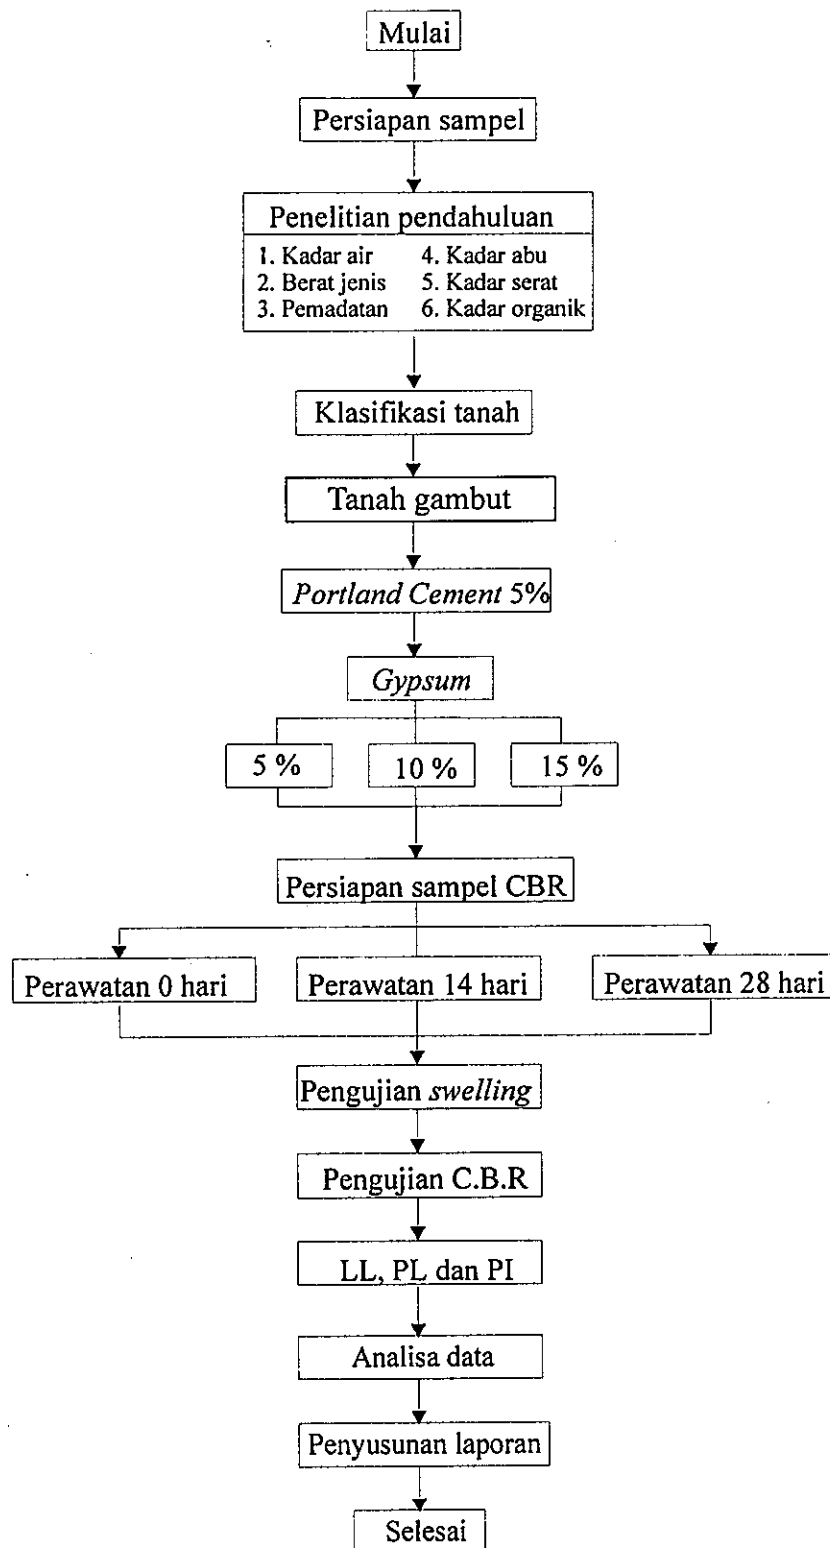 Mulai
Persiapan sampel
Penelitian pendahuluan
1. Kadar air 4. Kadar abu
2. Berat jenis 5. Kadar serat
3. Pemadatan 6. Kadar organik
Klasifikasi tanah
Tanah gambut
Portland Cement 5%
Gypsum
5 % 10 % 15 %
Persiapan sampel CBR
Perawatan 0 hari Perawatan 14 hari Perawatan 28 hari
Pengujian swelling
Pengujian C.B.R
LL, PL dan PI
Analisa data
Penyusunan laporan
Selesai